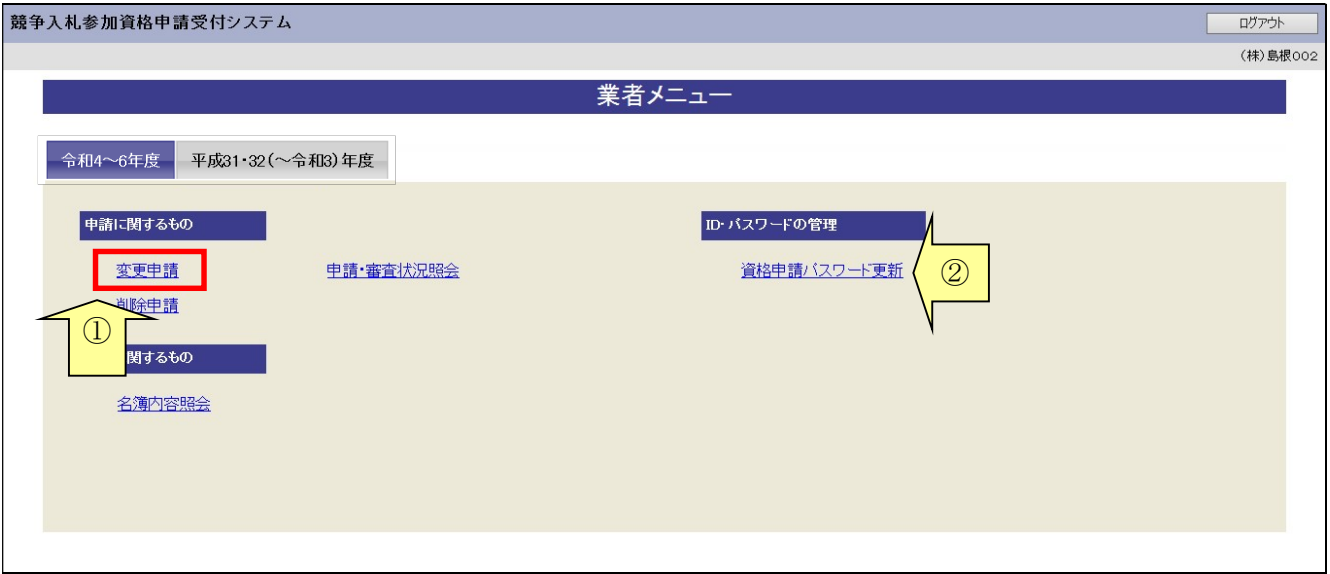 競争入札参加資格申請受付システム
ログアウト
(株)島根002
業者メニュー
令和4～6年度
平成31・32(～令和3)年度
申請に関するもの
ID・パスワードの管理
変更申請
申請・審査状況照会
資格申請パスワード更新
②
削除申請
①
関するもの
名簿内容照会